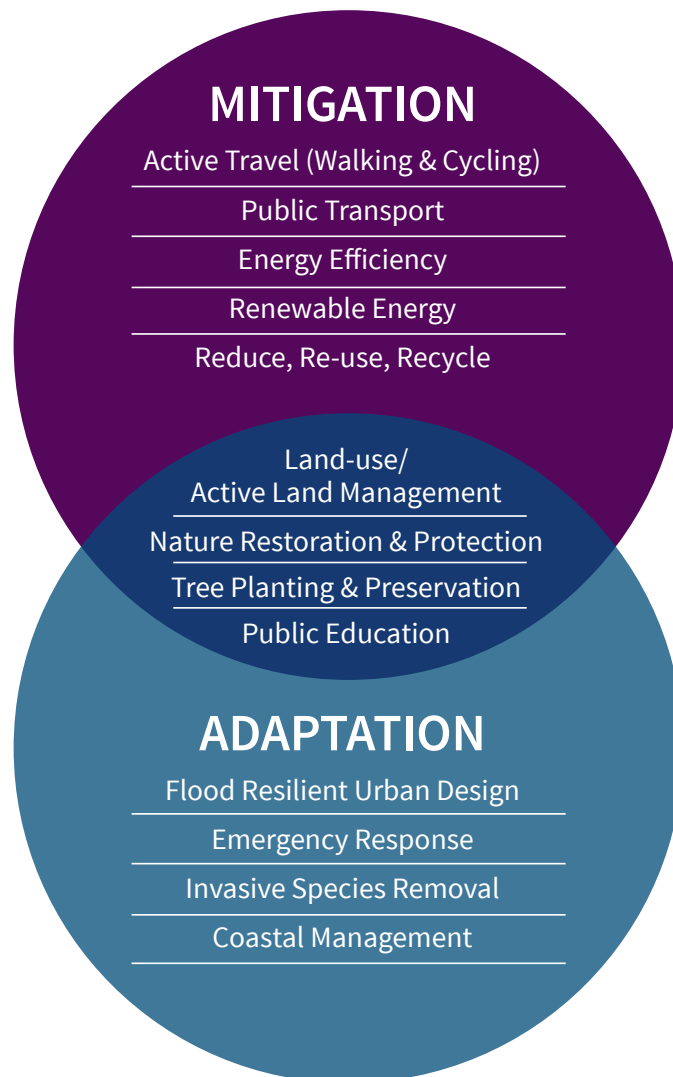 MITIGATION
Active Travel (Walking & Cycling)
Public Transport
Energy Efficiency
Renewable Energy
Reduce, Re-use, Recycle
Land-use/
Active Land Management
Nature Restoration & Protection
Tree Planting & Preservation
Public Education
ADAPTATION
Flood Resilient Urban Design
Emergency Response
Invasive Species Removal
Coastal Management